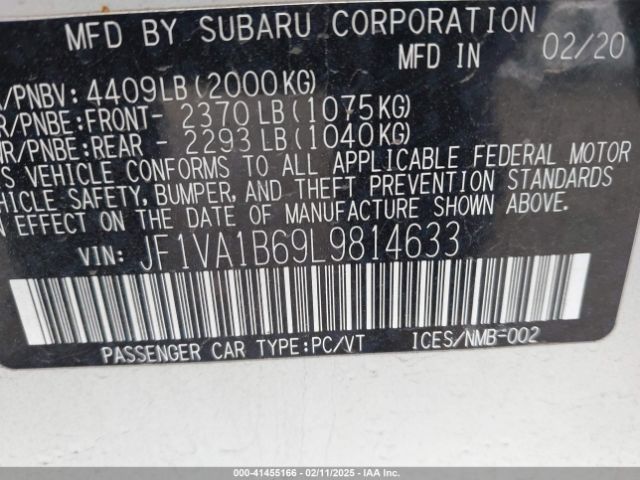 MFD BY SUBARU CORPORATION
MFD IN 02/20
/PNBV: 4409LB(2000KG)
R/PNBE:FRONT- 2370LB(1075KG)
R/PNBE:REAR - 2293LB(1040KG)
S VEHICLE CONFORMS TO ALL APPLICABLE FEDERAL MOTOR
HICLE SAFETY, BUMPER, AND THEFT PREVENTION STANDARDS
N EFFECT ON THE DATE OF MANUFACTURE SHOWN ABOVE.
VIN: JF1VA1B69L9814633
PASSENGER CAR TYPE:PC/VT ICES/NMB-002
000-41455166 - 02/11/2025 - IAAI.COM